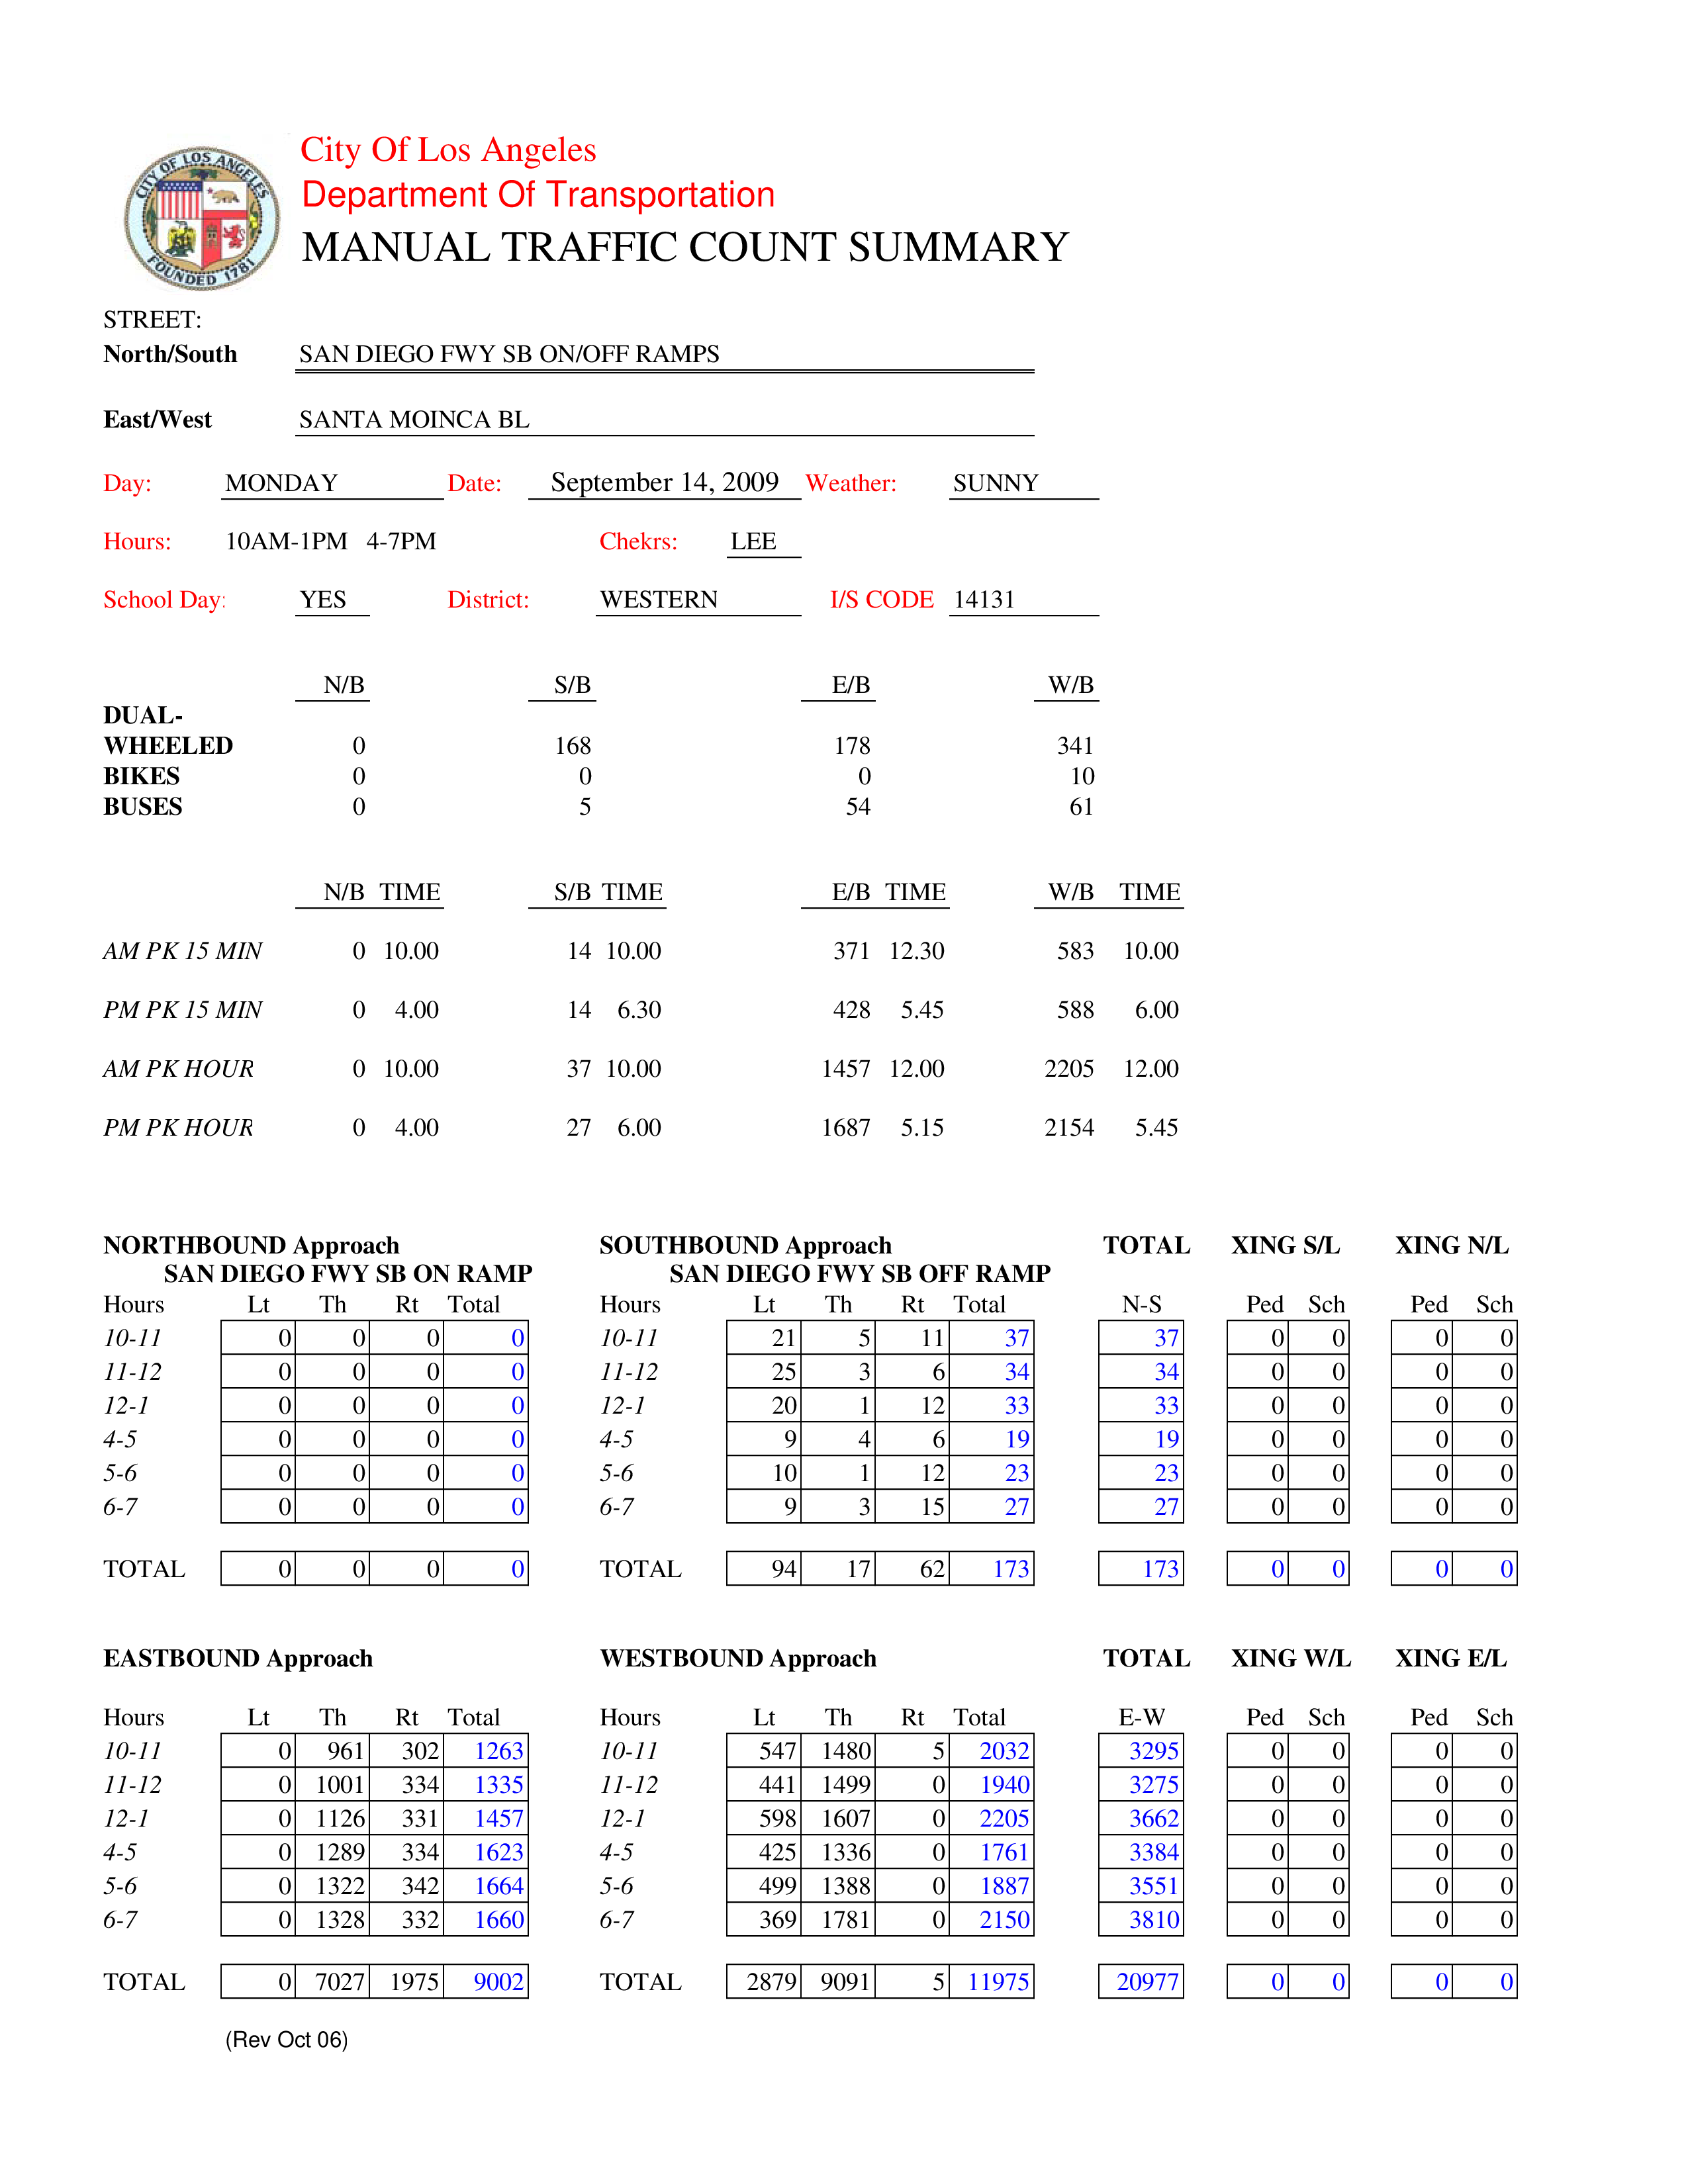 CITY OF LOS ANGELES
FOUNDED 1781
City Of Los Angeles
Department Of Transportation
MANUAL TRAFFIC COUNT SUMMARY
STREET:
North/South SAN DIEGO FWY SB ON/OFF RAMPS
East/West SANTA MOINCA BL
Day: MONDAY Date: September 14, 2009 Weather: SUNNY
Hours: 10AM-1PM 4-7PM Chekrs: LEE
School Day: YES District: WESTERN I/S CODE 14131
N/B S/B E/B W/B
DUAL-
WHEELED 0 168 178 341
BIKES 0 0 0 10
BUSES 0 5 54 61
N/B TIME S/B TIME E/B TIME W/B TIME
AM PK 15 MIN 0 10.00 14 10.00 371 12.30 583 10.00
PM PK 15 MIN 0 4.00 14 6.30 428 5.45 588 6.00
AM PK HOUR 0 10.00 37 10.00 1457 12.00 2205 12.00
PM PK HOUR 0 4.00 27 6.00 1687 5.15 2154 5.45
NORTHBOUND Approach SOUTHBOUND Approach TOTAL XING S/L XING N/L
SAN DIEGO FWY SB ON RAMP SAN DIEGO FWY SB OFF RAMP
Hours Lt Th Rt Total Hours Lt Th Rt Total N-S Ped Sch Ped Sch
10-11 0 0 0 0 10-11 21 5 11 37 37 0 0 0 0
11-12 0 0 0 0 11-12 25 3 6 34 34 0 0 0 0
12-1 0 0 0 0 12-1 20 1 12 33 33 0 0 0 0
4-5 0 0 0 0 4-5 9 4 6 19 19 0 0 0 0
5-6 0 0 0 0 5-6 10 1 12 23 23 0 0 0 0
6-7 0 0 0 0 6-7 9 3 15 27 27 0 0 0 0
TOTAL 0 0 0 0 TOTAL 94 17 62 173 173 0 0 0 0
EASTBOUND Approach WESTBOUND Approach TOTAL XING W/L XING E/L
Hours Lt Th Rt Total Hours Lt Th Rt Total E-W Ped Sch Ped Sch
10-11 0 961 302 1263 10-11 547 1480 5 2032 3295 0 0 0 0
11-12 0 1001 334 1335 11-12 441 1499 0 1940 3275 0 0 0 0
12-1 0 1126 331 1457 12-1 598 1607 0 2205 3662 0 0 0 0
4-5 0 1289 334 1623 4-5 425 1336 0 1761 3384 0 0 0 0
5-6 0 1322 342 1664 5-6 499 1388 0 1887 3551 0 0 0 0
6-7 0 1328 332 1660 6-7 369 1781 0 2150 3810 0 0 0 0
TOTAL 0 7027 1975 9002 TOTAL 2879 9091 5 11975 20977 0 0 0 0
(Rev Oct 06)